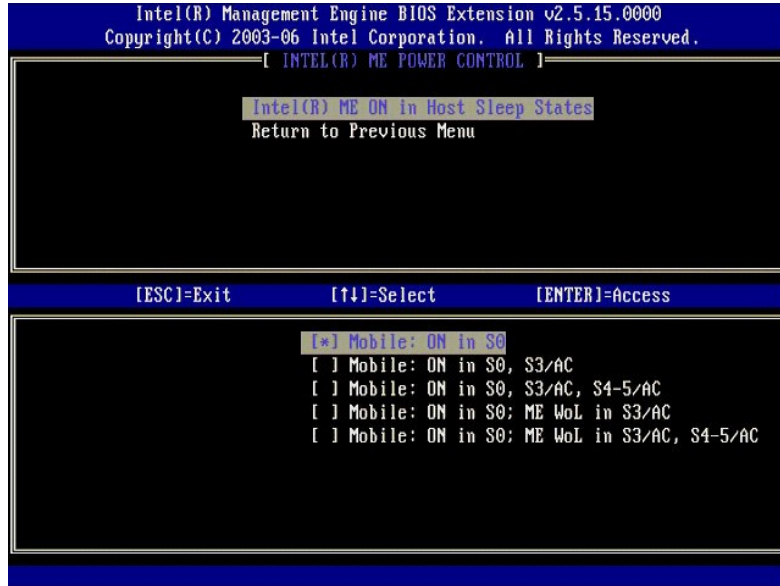 Intel(R) Management Engine BIOS Extension v2.5.15.0000
Copyright(C) 2003-06 Intel Corporation. All Rights Reserved.
[ INTEL(R) ME POWER CONTROL ]
Intel(R) ME ON in Host Sleep States
Return to Previous Menu
[ESC]=Exit [↑↓]=Select [ENTER]=Access
[*] Mobile: ON in S0
[ ] Mobile: ON in S0, S3/AC
[ ] Mobile: ON in S0, S3/AC, S4-5/AC
[ ] Mobile: ON in S0; ME WoL in S3/AC
[ ] Mobile: ON in S0; ME WoL in S3/AC, S4-5/AC